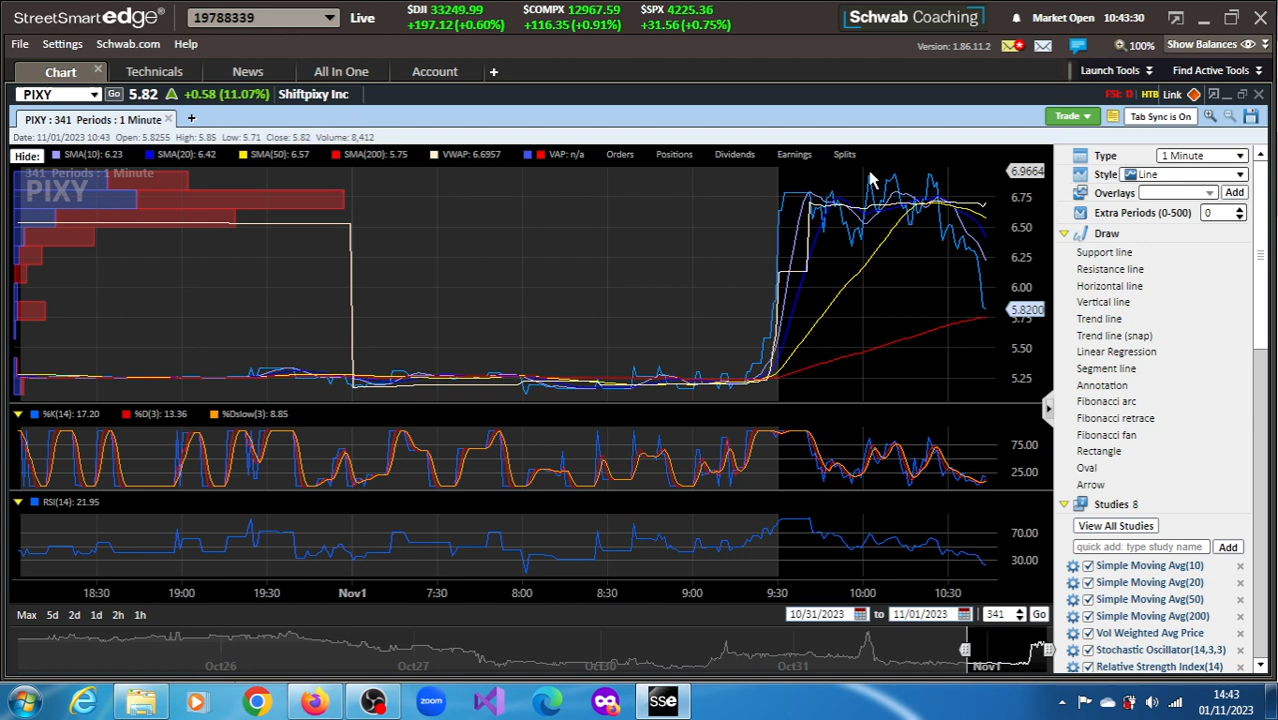 StreetSmart edge® 19788339 Live $DJI 33249.99 +197.12 (+0.60%) $COMPX 12967.59 +116.35 (+0.91%) $SPX 4225.36 +31.56 (+0.75%) Schwab Coaching Market Open 10:43:30
File Settings Schwab.com Help Version: 1.86.11.2 100% Show Balances
Chart Technicals News All In One Account + Launch Tools Find Active Tools
PIXY Go 5.82 +0.58 (11.07%) Shiftpixy Inc HTB Link
PIXY : 341 Periods : 1 Minute + Trade Tab Sync is On
Date: 11/01/2023 10:43 Open: 5.8255 High: 5.85 Low: 5.71 Close: 5.82 Volume: 8,412
Hide: SMA(10): 6.23 SMA(20): 6.42 SMA(50): 6.57 SMA(200): 5.75 VWAP: 6.6957 VAP: n/a Orders Positions Dividends Earnings Splits
341 Periods : 1 Minute
PIXY
6.9664
6.75
6.50
6.25
6.00
5.8200
5.75
5.50
5.25
%K(14): 17.20 %D(3): 13.36 %Dslow(3): 8.85
75.00
25.00
RSI(14): 21.95
70.00
30.00
18:30 19:00 19:30 Nov1 7:30 8:00 8:30 9:00 9:30 10:00 10:30
Max 5d 2d 1d 2h 1h 10/31/2023 to 11/01/2023 341 Go
Oct26 Oct27 Oct30 Oct31 Nov1
Type 1 Minute
Style Line
Overlays Add
Extra Periods (0-500) 0
Draw
Support line
Resistance line
Horizontal line
Vertical line
Trend line
Trend line (snap)
Linear Regression
Segment line
Annotation
Fibonacci arc
Fibonacci retrace
Fibonacci fan
Rectangle
Oval
Arrow
Studies 8
View All Studies
quick add: type study name Add
Simple Moving Avg(10)
Simple Moving Avg(20)
Simple Moving Avg(50)
Simple Moving Avg(200)
Vol Weighted Avg Price
Stochastic Oscillator(14,3,3)
Relative Strength Index(14)
zoom sse
14:43
01/11/2023